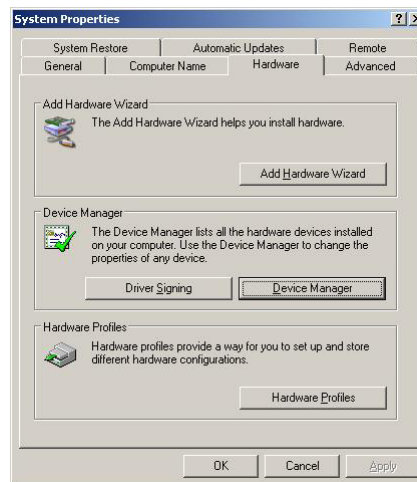 System Properties
System Restore
Automatic Updates
Remote
General
Computer Name
Hardware
Advanced
Add Hardware Wizard
The Add Hardware Wizard helps you install hardware.
Add Hardware Wizard
Device Manager
The Device Manager lists all the hardware devices installed
on your computer. Use the Device Manager to change the
properties of any device.
Driver Signing
Device Manager
Hardware Profiles
Hardware profiles provide a way for you to set up and store
different hardware configurations.
Hardware Profiles
OK
Cancel
Apply